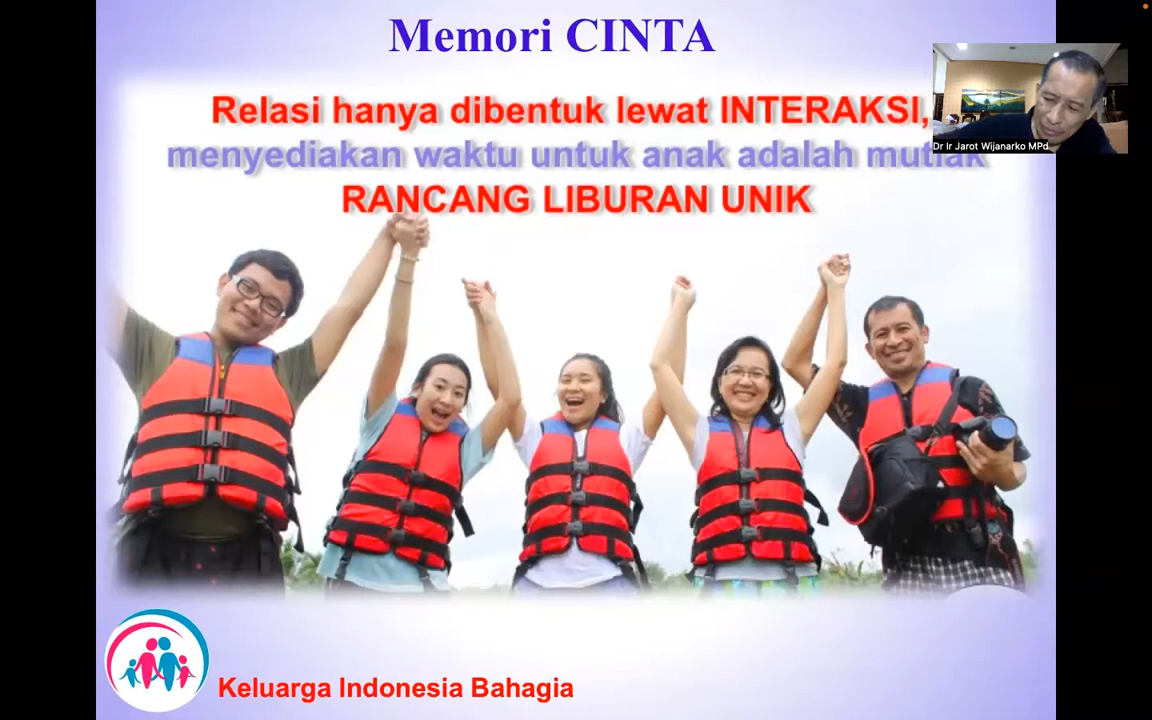 Memori CINTA
Relasi hanya dibentuk lewat INTERAKSI,
menyediakan waktu untuk anak adalah mutlak
RANCANG LIBURAN UNIK
Dr Ir Jarot Wijanarko MPd
Keluarga Indonesia Bahagia